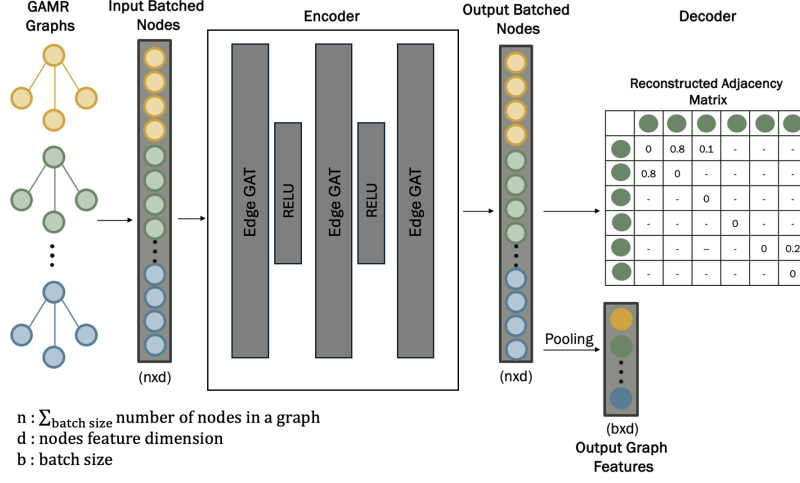 GAMR
Graphs
Input Batched
Nodes
Encoder
Output Batched
Nodes
Decoder
Edge GAT
RELU
Edge GAT
RELU
Edge GAT
Reconstructed Adjacency
Matrix
0 0.8 0.1 - - -
0.8 0 - - -
- - 0 - -
- - 0 - -
- - -- - 0 0.2
- - - - - 0
Pooling
(nxd)
(nxd)
(bxd)
Output Graph
Features
n : ∑batch size number of nodes in a graph
d : nodes feature dimension
b : batch size